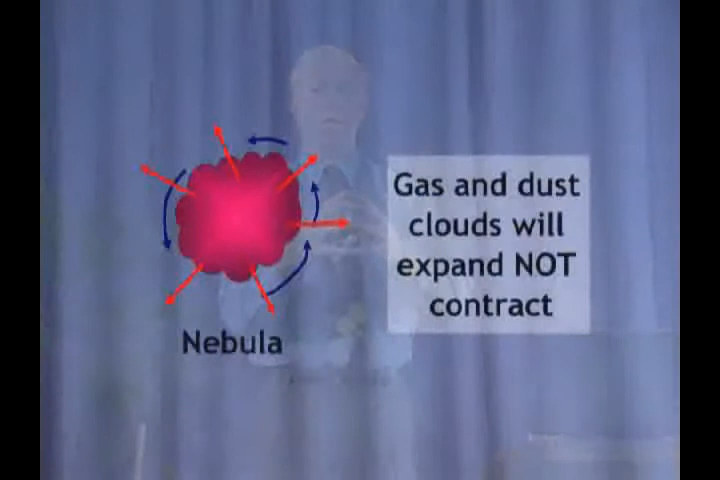 Gas and dust
clouds will
expand NOT
contract
Nebula